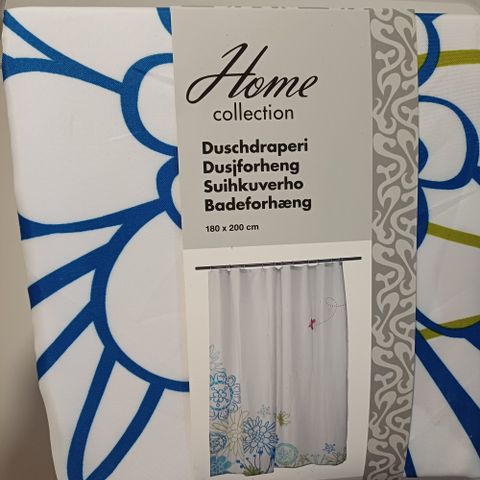 Home
collection
Duschdraperi
Dusjforheng
Suihkuverho
Badeforhæng
180 x 200 cm